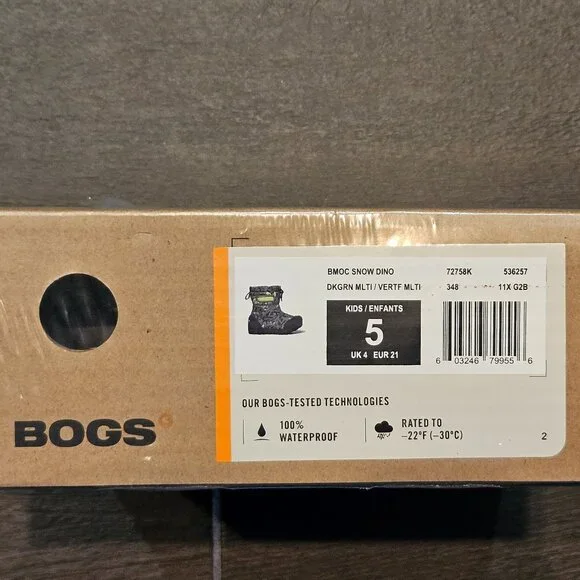 BMOC SNOW DINO 72758K 536257
DKGRN MLTI / VERTF MLTI 348 11X G2B
KIDS / ENFANTS
5
UK 4 EUR 21
6 03246 79955 6
OUR BOGS-TESTED TECHNOLOGIES
100% WATERPROOF
RATED TO
-22°F (-30°C)
2
BOGS